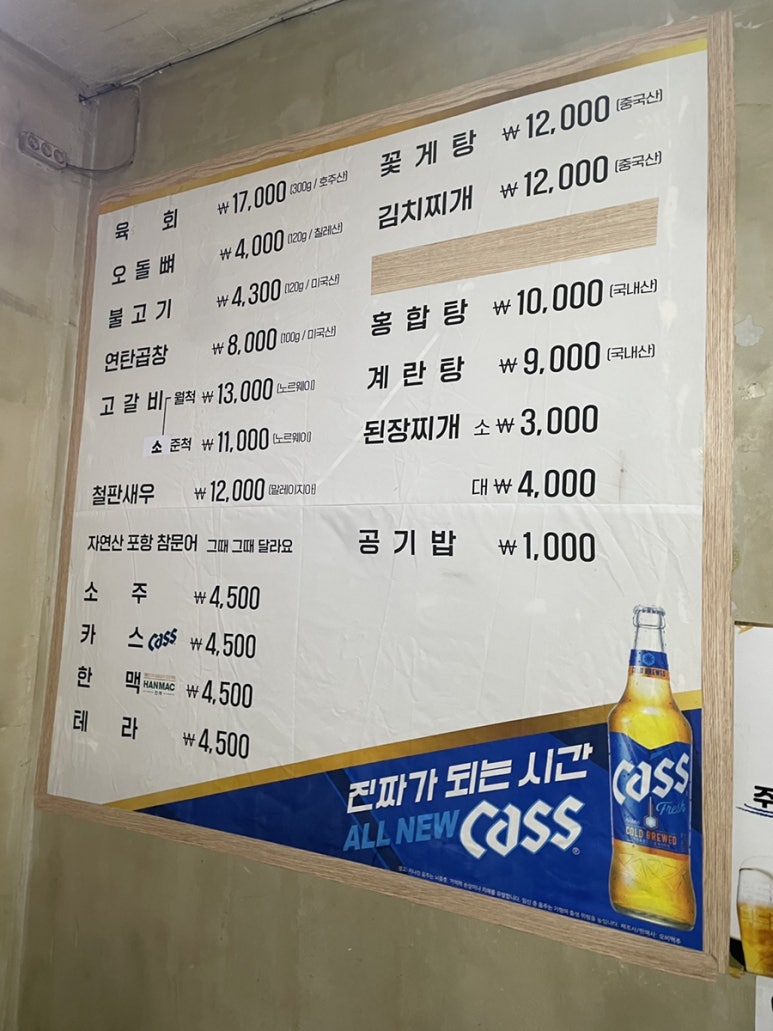 육 회 ₩17,000 (300g / 호주산)
오 돌 뼈 ₩4,000 (120g / 칠레산)
불 고 기 ₩4,300 (120g / 미국산)
연탄곱창 ₩8,000 (100g / 미국산)
고 갈 비 월척 ₩13,000 (노르웨이)
소 준척 ₩11,000 (노르웨이)
철판새우 ₩12,000 (말레이지아)
자연산 포항 참문어 그때 그때 달라요
소 주 ₩4,500
카 스 Cass ₩4,500
한 맥 HANMAC ₩4,500
테 라 ₩4,500
꽃 게 탕 ₩12,000 (중국산)
김치찌개 ₩12,000 (중국산)
홍 합 탕 ₩10,000 (국내산)
계 란 탕 ₩9,000 (국내산)
된장찌개 소 ₩3,000
대 ₩4,000
공 기 밥 ₩1,000
진짜가 되는 시간
ALL NEW Cass
COLD BREWED
Cass
Fresh
COLD BREWED
주